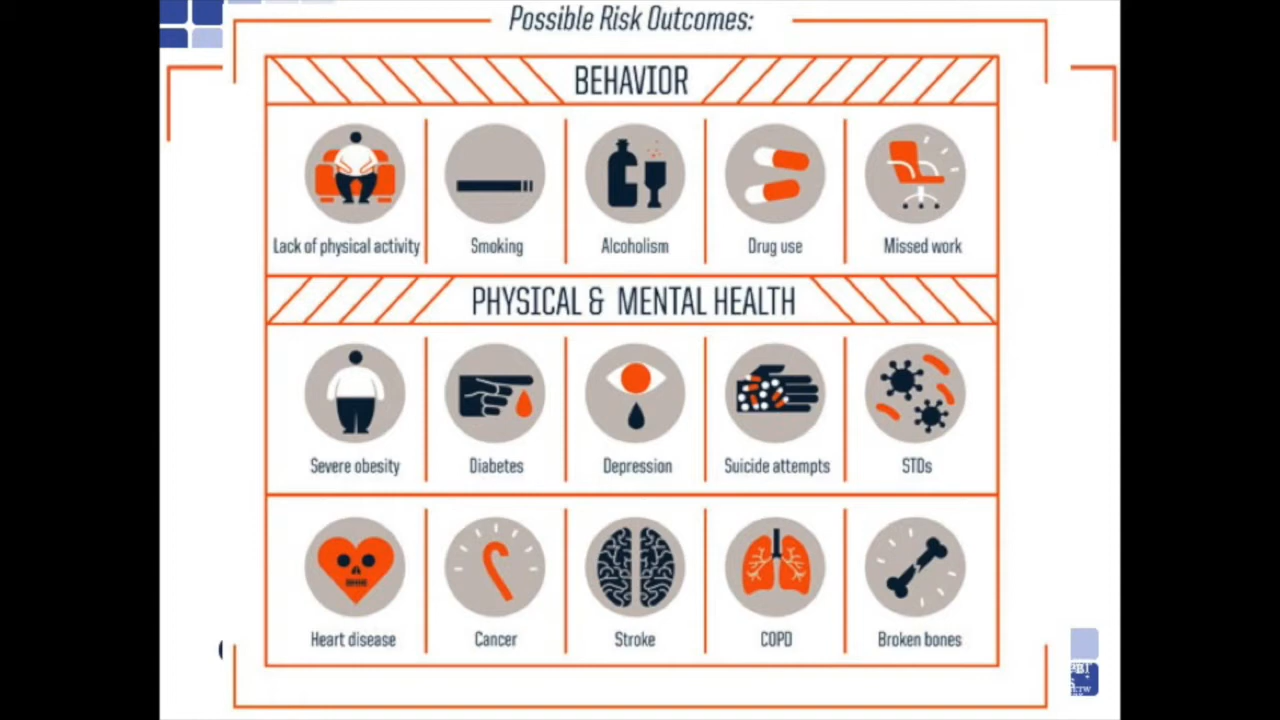 Possible Risk Outcomes:
BEHAVIOR
Lack of physical activity
Smoking
Alcoholism
Drug use
Missed work
PHYSICAL & MENTAL HEALTH
Severe obesity
Diabetes
Depression
Suicide attempts
STDs
Heart disease
Cancer
Stroke
COPD
Broken bones